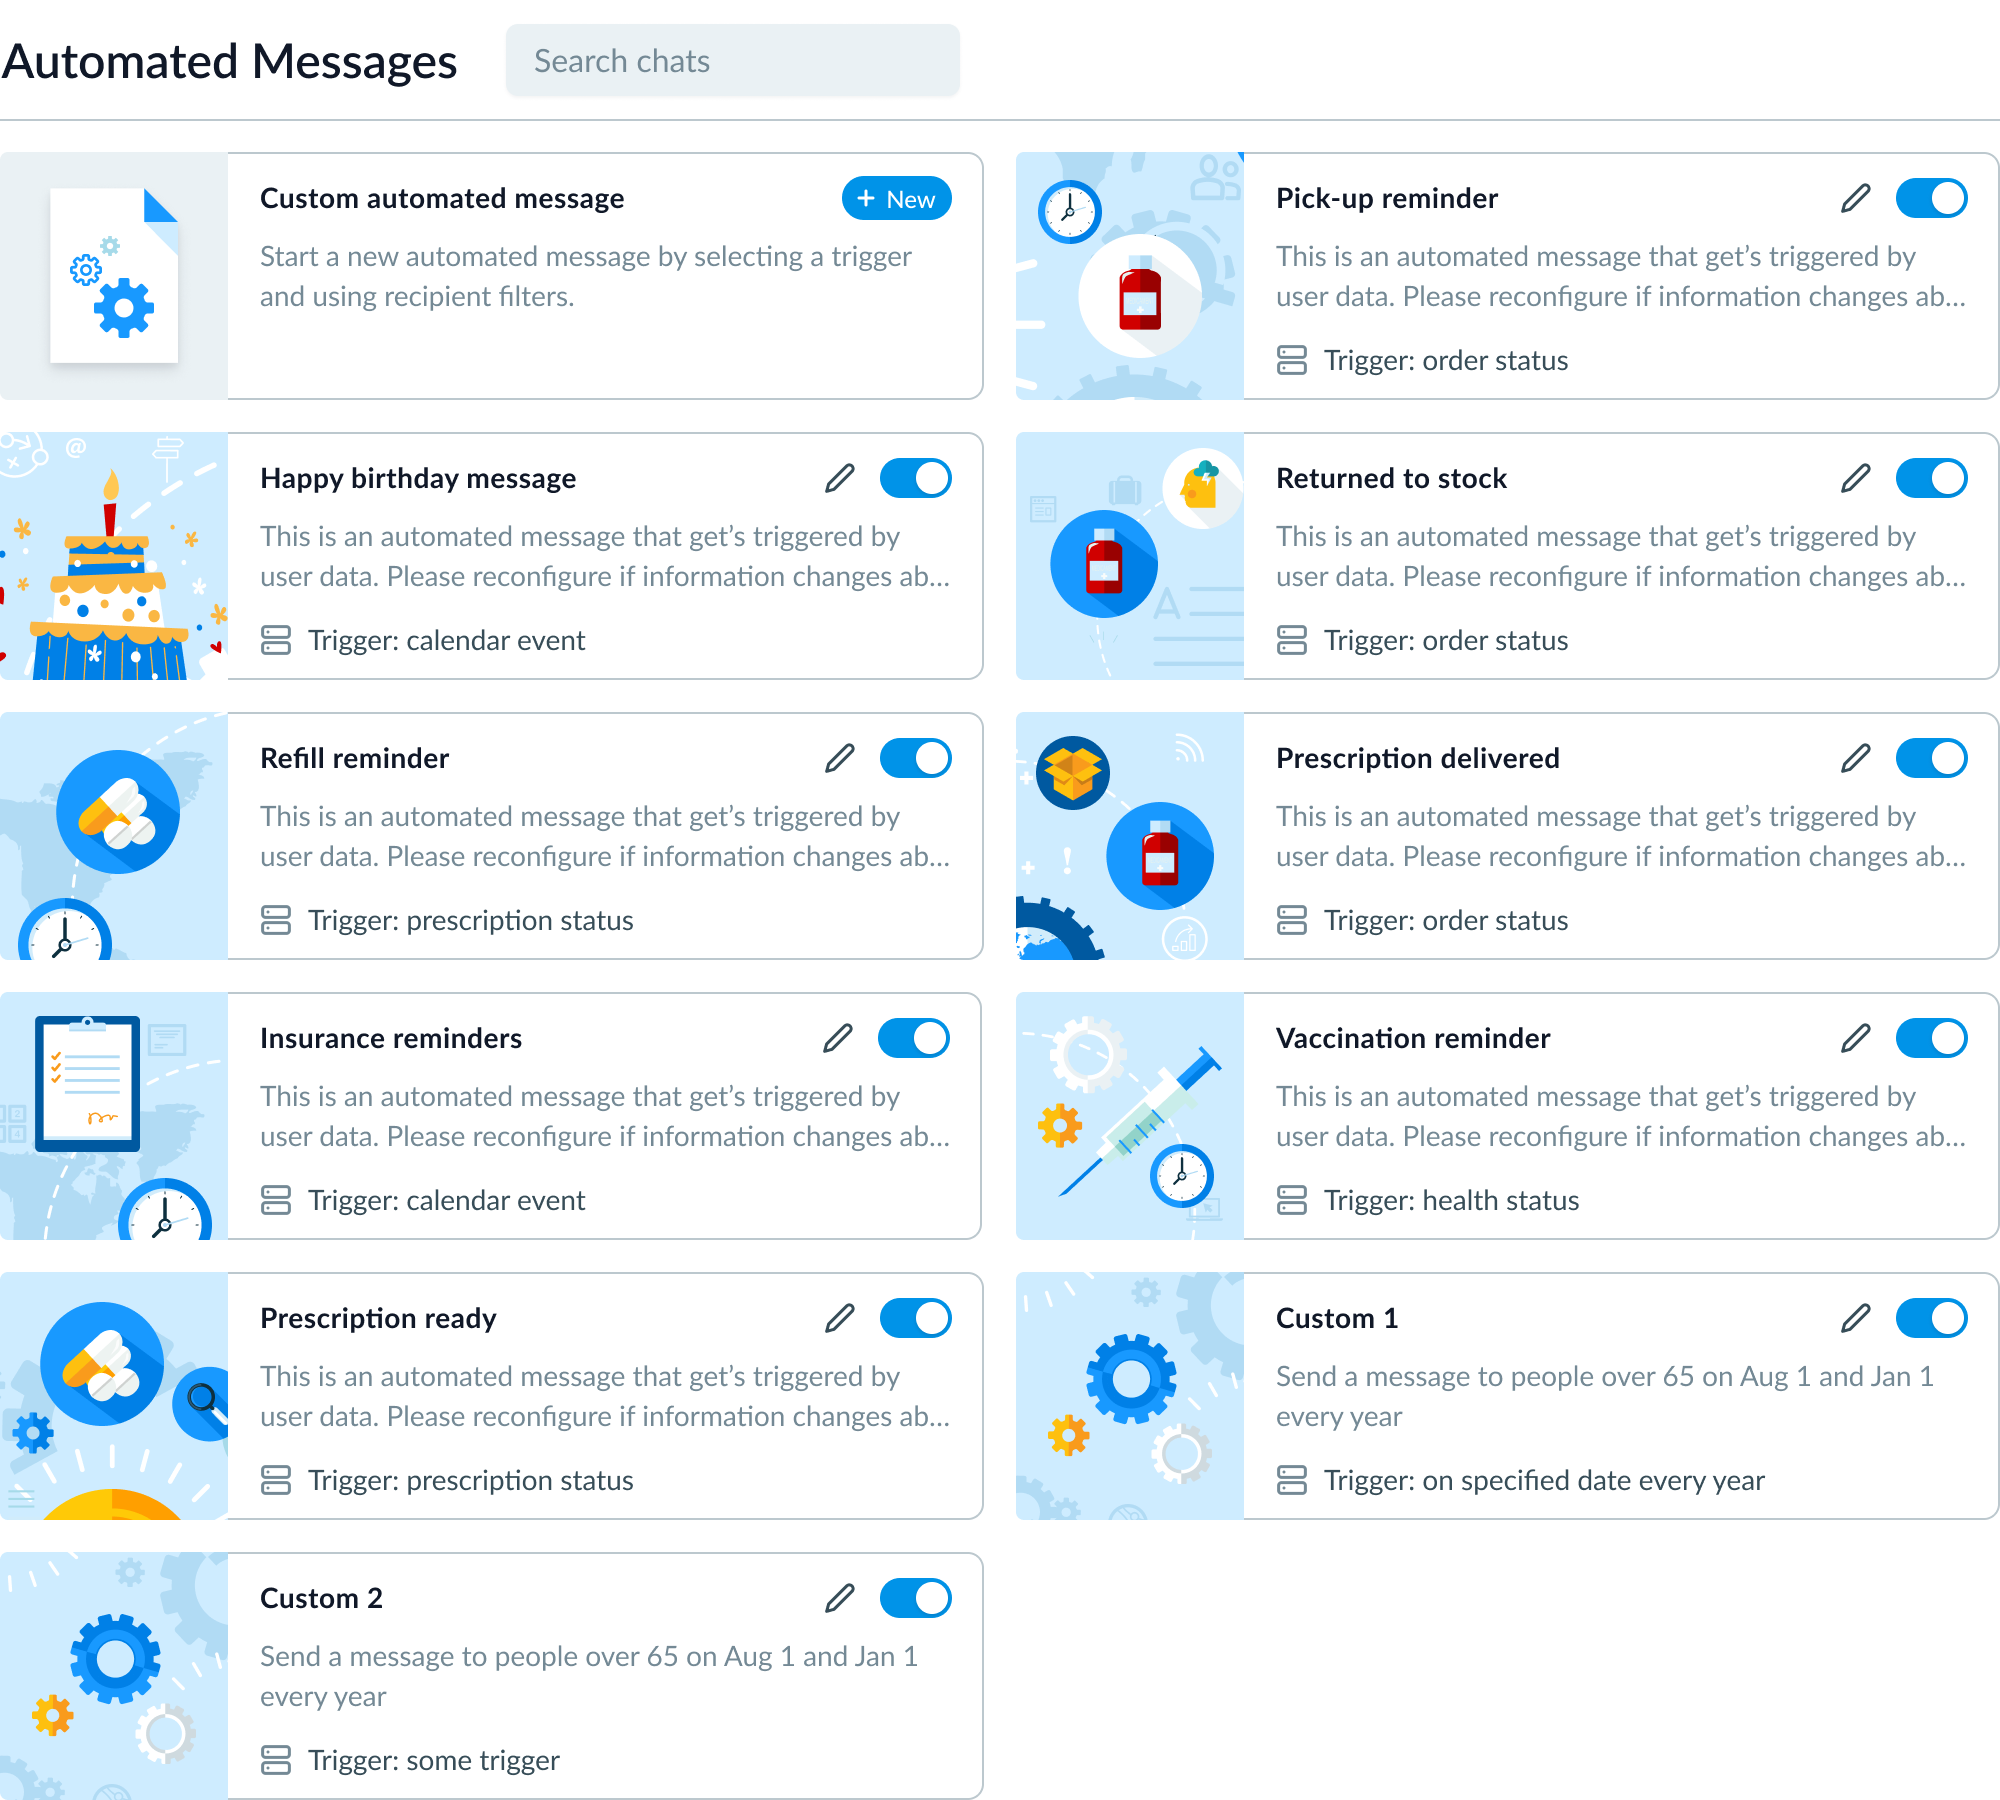 Automated Messages
Search chats
Custom automated message
+ New
Start a new automated message by selecting a trigger
and using recipient filters.
Pick-up reminder
This is an automated message that get’s triggered by
user data. Please reconfigure if information changes ab...
Trigger: order status
Happy birthday message
This is an automated message that get’s triggered by
user data. Please reconfigure if information changes ab...
Trigger: calendar event
Returned to stock
This is an automated message that get’s triggered by
user data. Please reconfigure if information changes ab...
Trigger: order status
Refill reminder
This is an automated message that get’s triggered by
user data. Please reconfigure if information changes ab...
Trigger: prescription status
Prescription delivered
This is an automated message that get’s triggered by
user data. Please reconfigure if information changes ab...
Trigger: order status
Insurance reminders
This is an automated message that get’s triggered by
user data. Please reconfigure if information changes ab...
Trigger: calendar event
Vaccination reminder
This is an automated message that get’s triggered by
user data. Please reconfigure if information changes ab...
Trigger: health status
Prescription ready
This is an automated message that get’s triggered by
user data. Please reconfigure if information changes ab...
Trigger: prescription status
Custom 1
Send a message to people over 65 on Aug 1 and Jan 1
every year
Trigger: on specified date every year
Custom 2
Send a message to people over 65 on Aug 1 and Jan 1
every year
Trigger: some trigger